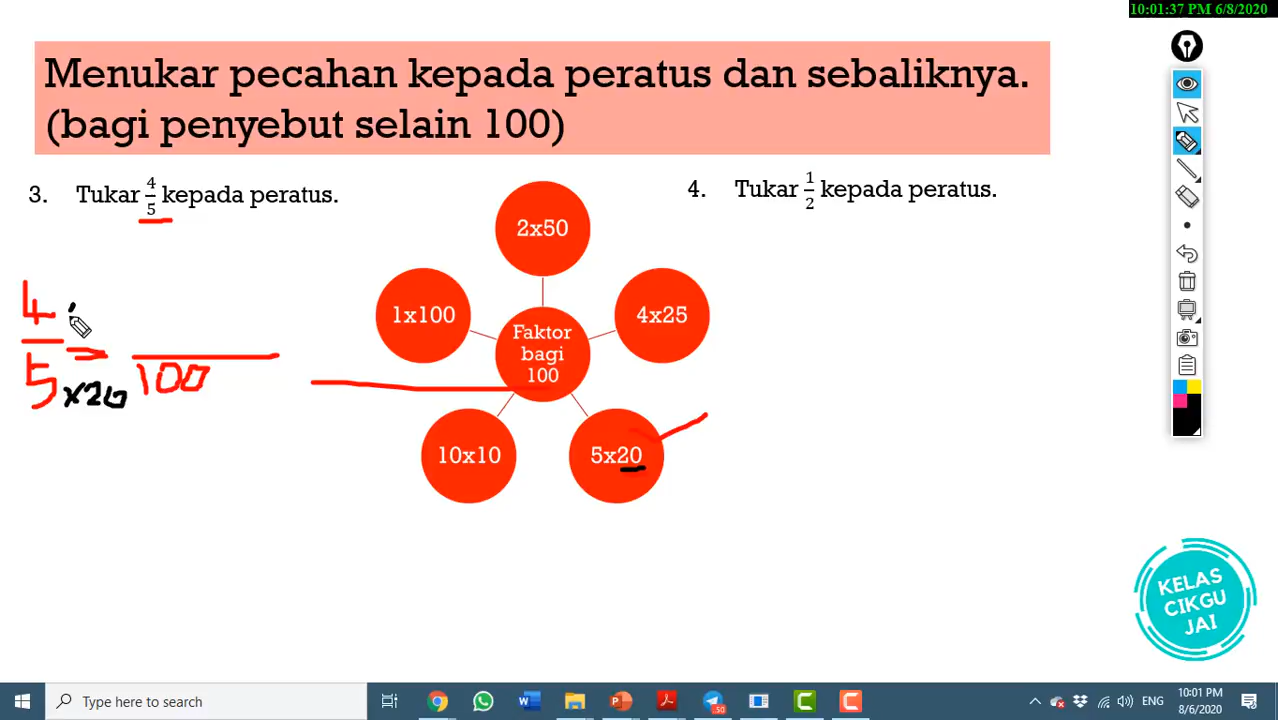 10:01:37 PM 6/8/2020
Menukar pecahan kepada peratus dan sebaliknya.
(bagi penyebut selain 100)
3. Tukar 4/5 kepada peratus.
4. Tukar 1/2 kepada peratus.
2x50
1x100
4x25
Faktor
bagi
100
10x10
5x20
4
5 x20
=
100
KELAS
CIKGU
JAI
Type here to search
50
ENG
10:01 PM
8/6/2020